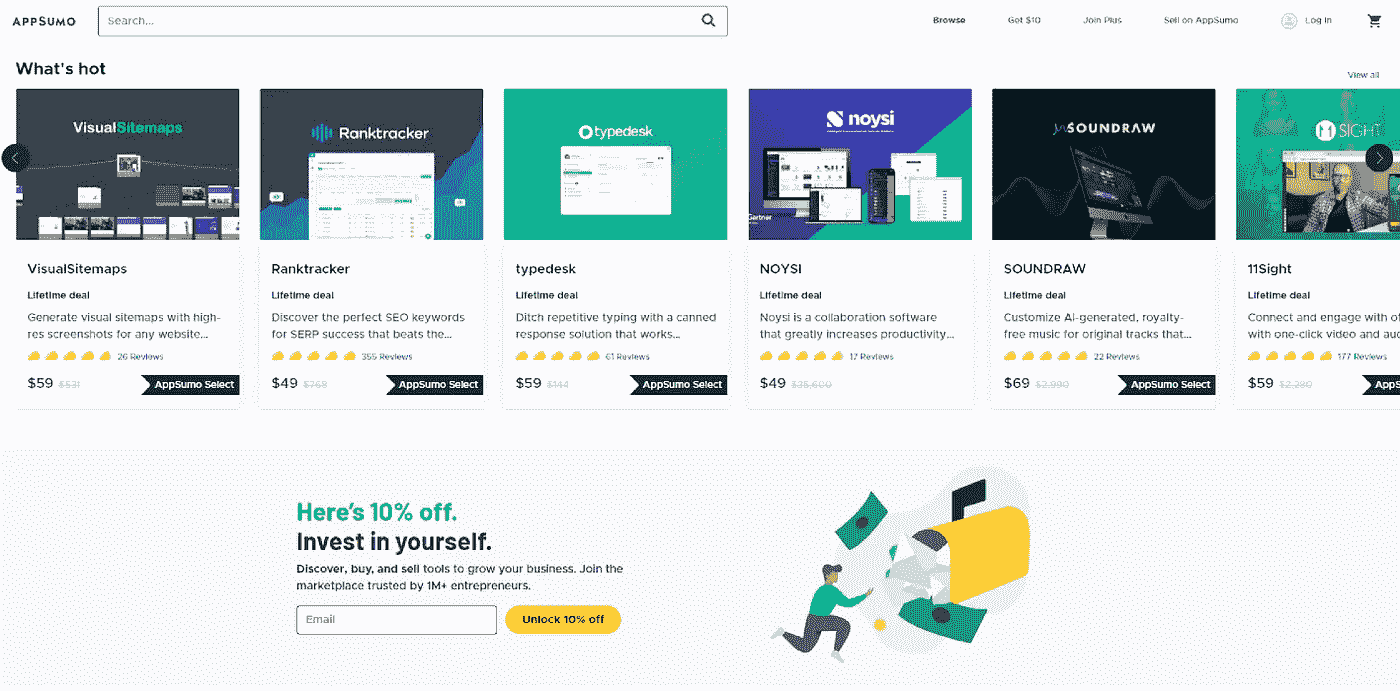 APPSUMO
Search...
Browse
Get $10
Join Plus
Sell on AppSumo
Log in
What's hot
View all
VisualSitemaps
Ranktracker
typedesk
noysi
SOUNDRAW
11 SIGHT
Gartner
VisualSitemaps
Lifetime deal
Generate visual sitemaps with high-
res screenshots for any website...
26 Reviews
$59 $531
AppSumo Select
Ranktracker
Lifetime deal
Discover the perfect SEO keywords
for SERP success that beats the...
355 Reviews
$49 $768
AppSumo Select
typedesk
Lifetime deal
Ditch repetitive typing with a canned
response solution that works...
61 Reviews
$59 $144
AppSumo Select
NOYSI
Lifetime deal
Noysi is a collaboration software
that greatly increases productivity...
17 Reviews
$49 $35,600
AppSumo Select
SOUNDRAW
Lifetime deal
Customize AI-generated, royalty-
free music for original tracks that...
22 Reviews
$69 $2,990
AppSumo Select
11Sight
Lifetime deal
Connect and engage with of
with one-click video and aud
177 Reviews
$59 $2,280
AppS
Here's 10% off.
Invest in yourself.
Discover, buy, and sell tools to grow your business. Join the
marketplace trusted by 1M+ entrepreneurs.
Email
Unlock 10% off